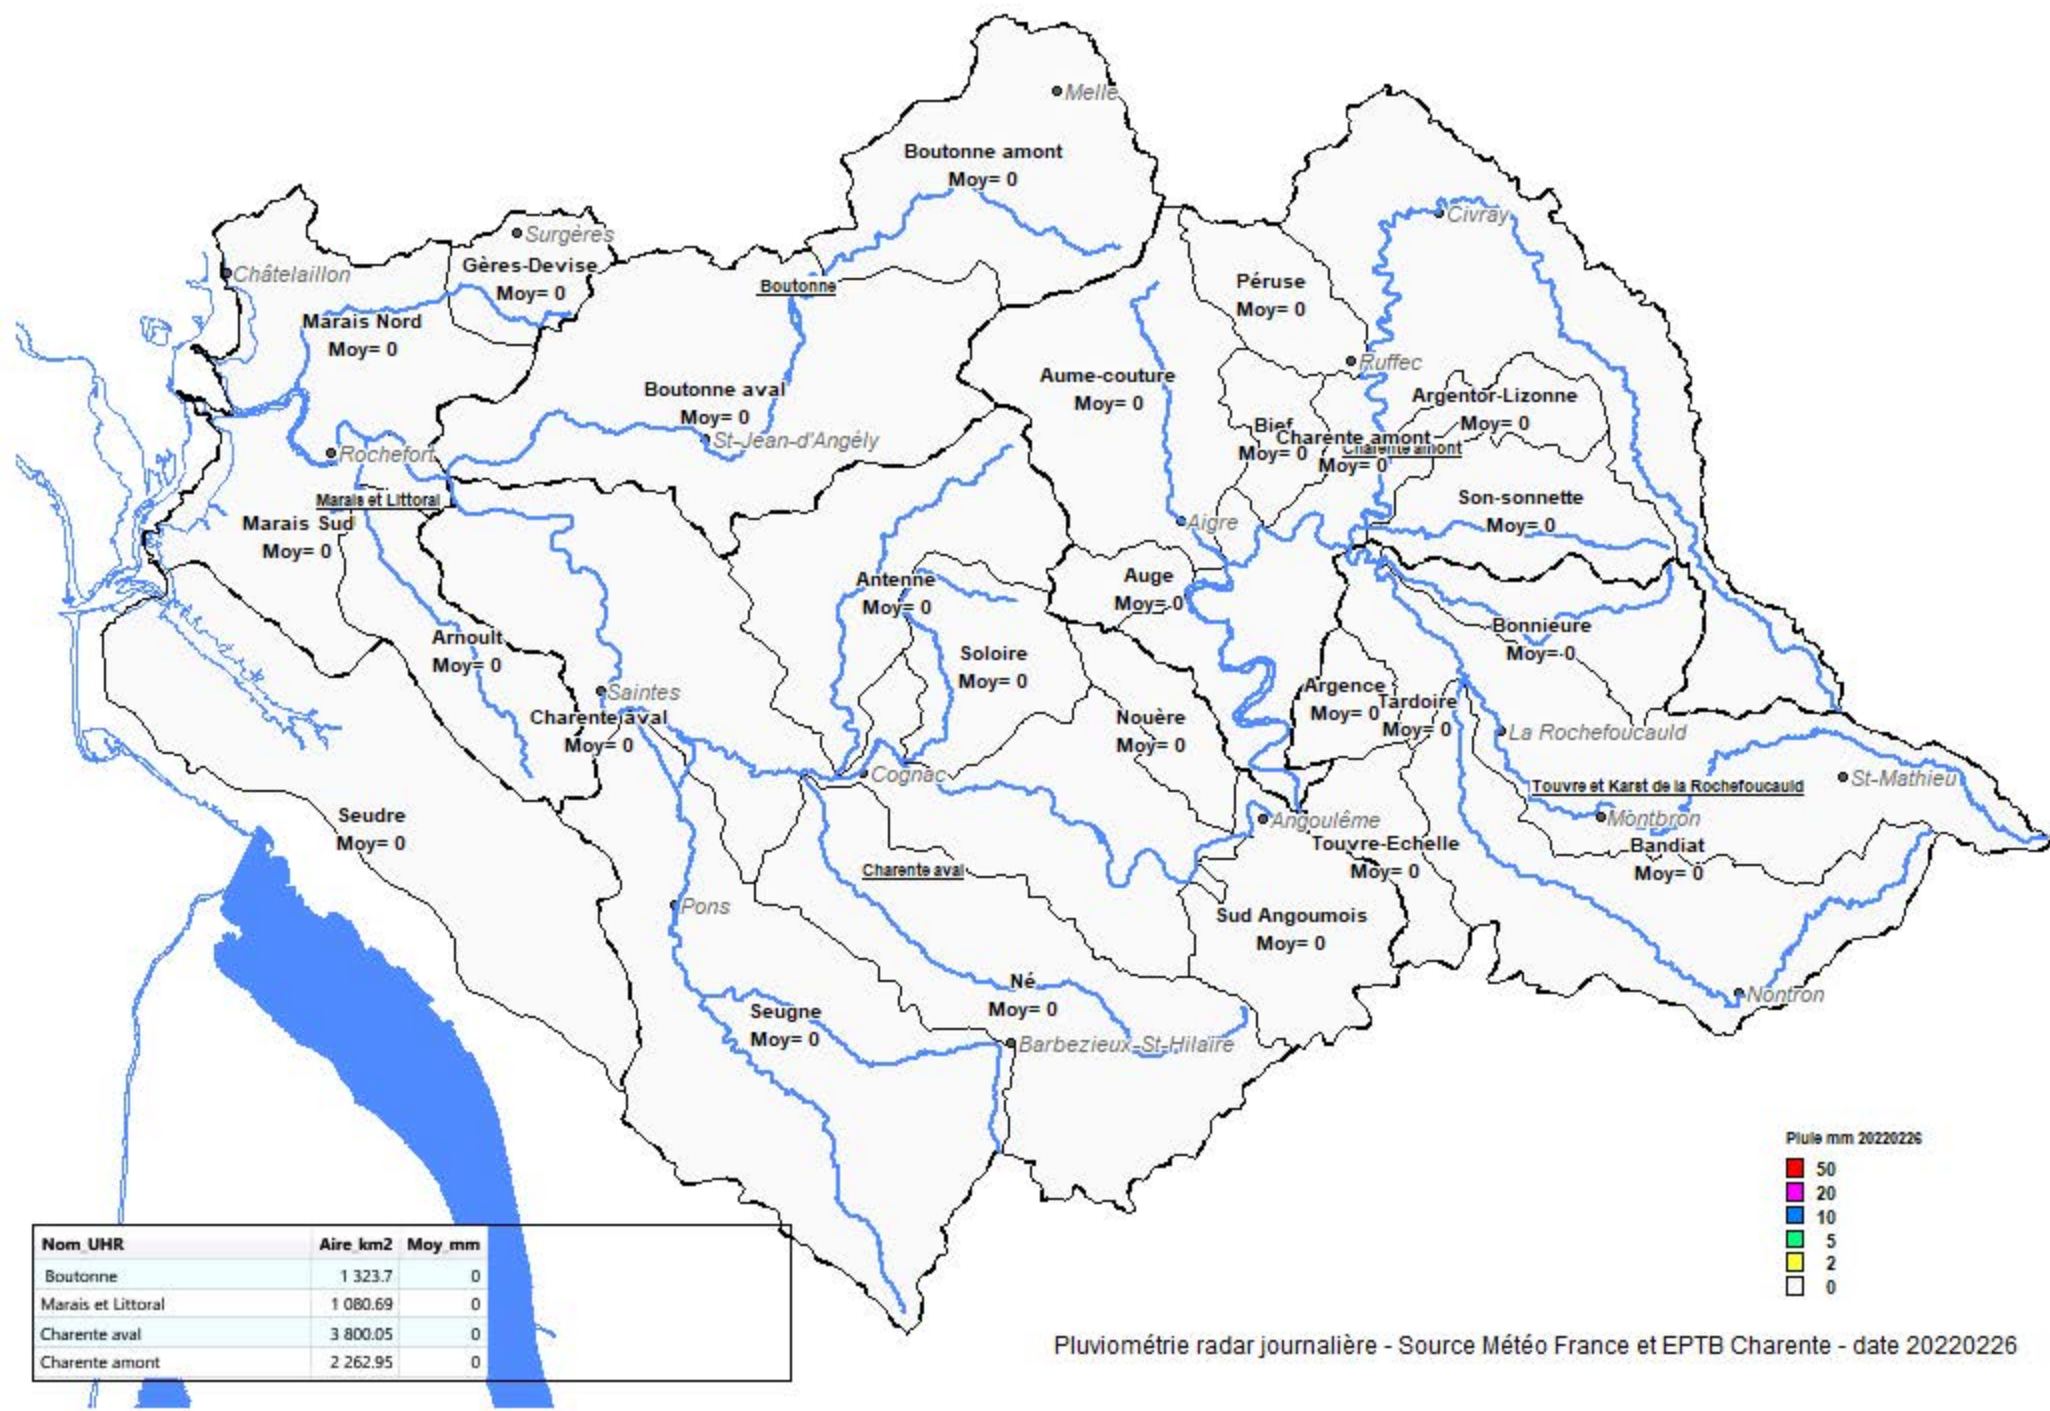 Melle
Boutonne amont
Moy= 0
Civray
Surgères
Châtelaillon
Gères-Devise
Moy= 0
Boutonne
Péruse
Moy= 0
Marais Nord
Moy= 0
Ruffec
Aume-couture
Moy= 0
Boutonne aval
Moy= 0
Argentor-Lizonne
Moy= 0
St-Jean-d'Angély
Bief
Moy= 0
Charente amont
Moy= 0
Charente amont
Rochefort
Marais et Littoral
Son-sonnette
Moy= 0
Marais Sud
Moy= 0
Aigre
Antenne
Moy= 0
Auge
Moy= 0
Bonnieure
Moy= 0
Arnoult
Moy= 0
Soloire
Moy= 0
Saintes
Argence
Moy= 0
Tardoire
Moy= 0
Charente aval
Moy= 0
Nouère
Moy= 0
La Rochefoucauld
Cognac
Touvre et Karst de la Rochefoucauld
St-Mathieu
Seudre
Moy= 0
Angoulême
Montbron
Touvre-Echelle
Moy= 0
Bandiat
Moy= 0
Charente aval
Pons
Sud Angoumois
Moy= 0
Né
Moy= 0
Nontron
Seugne
Moy= 0
Barbezieux-St-Hilaire
Pluie mm 20220226
50
20
10
5
2
0
Nom_UHR Aire_km2 Moy_mm
Boutonne 1 323.7 0
Marais et Littoral 1 080.69 0
Charente aval 3 800.05 0
Charente amont 2 262.95 0
Pluviométrie radar journalière - Source Météo France et EPTB Charente - date 20220226